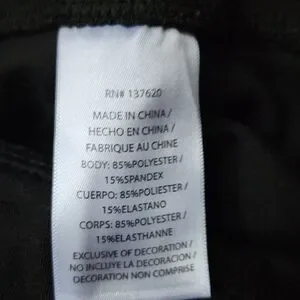 RN# 137620
MADE IN CHINA /
HECHO EN CHINA /
FABRIQUE AU CHINE
BODY: 85%POLYESTER /
15%SPANDEX
CUERPO: 85%POLIESTER /
15%ELASTANO
CORPS: 85%POLYESTER /
15%ELASTHANNE
EXCLUSIVE OF DECORATION /
NO INCLUYE LA DECORACION /
DECORATION NON COMPRISE